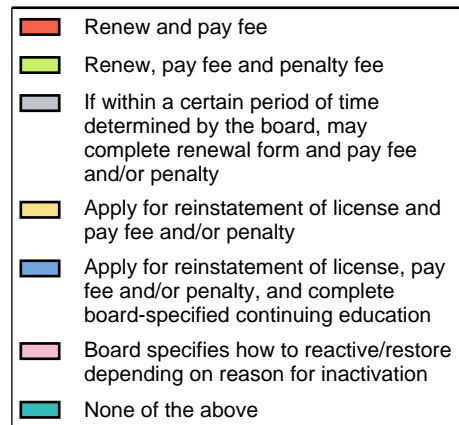 Renew and pay fee
Renew, pay fee and penalty fee
If within a certain period of time
determined by the board, may
complete renewal form and pay fee
and/or penalty
Apply for reinstatement of license and
pay fee and/or penalty
Apply for reinstatement of license, pay
fee and/or penalty, and complete
board-specified continuing education
Board specifies how to reactive/restore
depending on reason for inactivation
None of the above